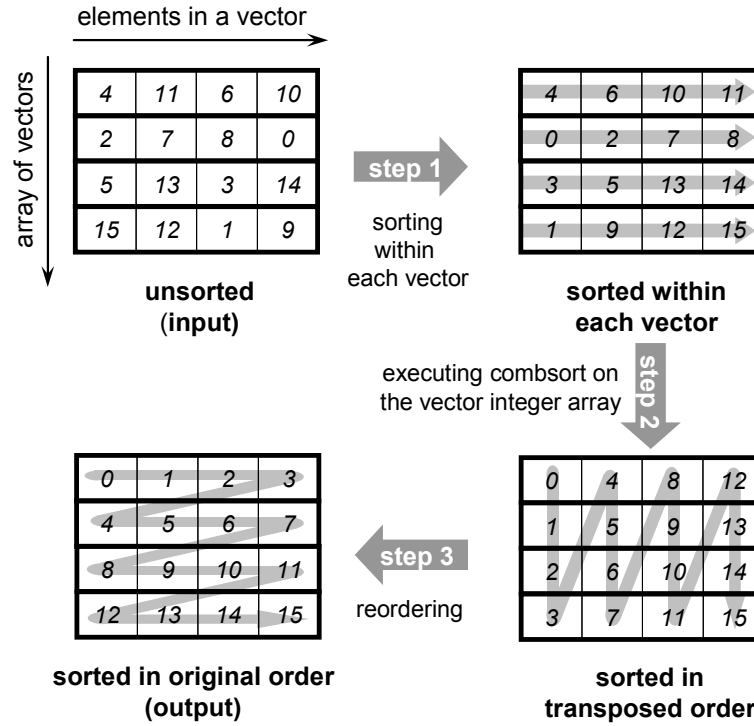 elements in a vector
array of vectors
4 11 6 10
2 7 8 0
5 13 3 14
15 12 1 9
unsorted
(input)
step 1
sorting
within
each vector
4 6 10 11
0 2 7 8
3 5 13 14
1 9 12 15
sorted within
each vector
executing combsort on
the vector integer array
step 2
0 4 8 12
1 5 9 13
2 6 10 14
3 7 11 15
sorted in
transposed order
step 3
reordering
0 1 2 3
4 5 6 7
8 9 10 11
12 13 14 15
sorted in original order
(output)